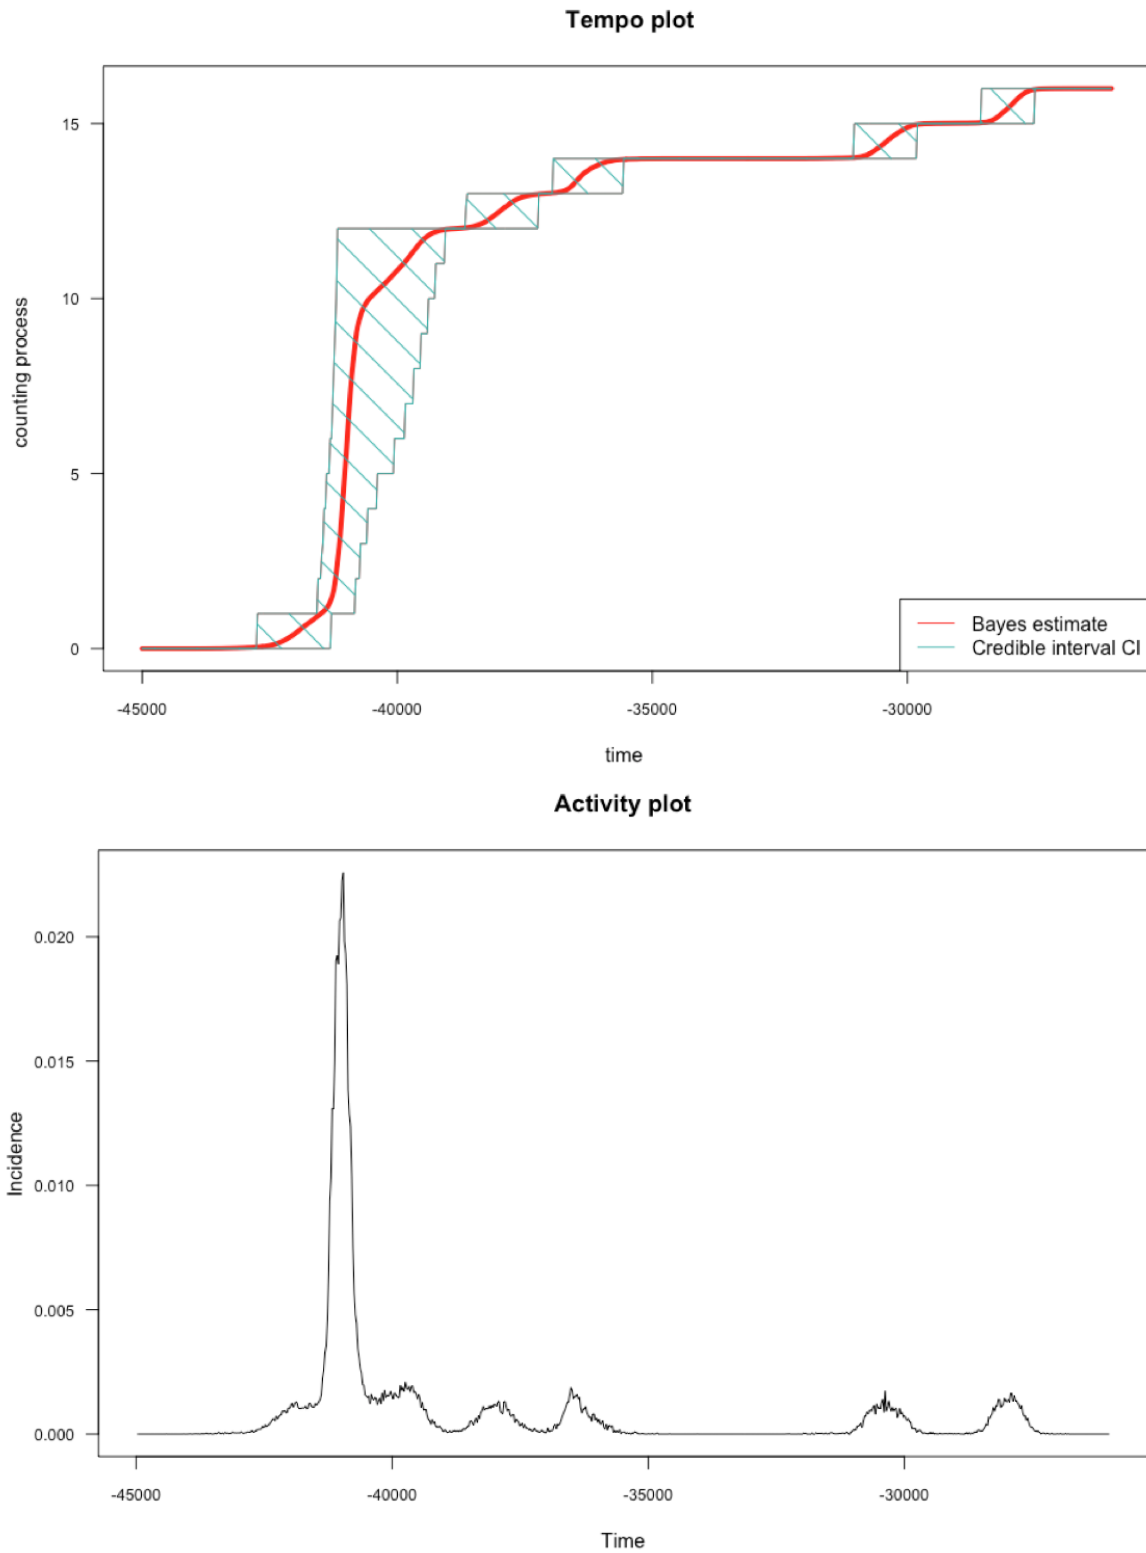 Tempo plot
counting process
15
10
5
0
Bayes estimate
Credible interval CI
-45000
-40000
-35000
-30000
time
Activity plot
Incidence
0.020
0.015
0.010
0.005
0.000
-45000
-40000
-35000
-30000
Time